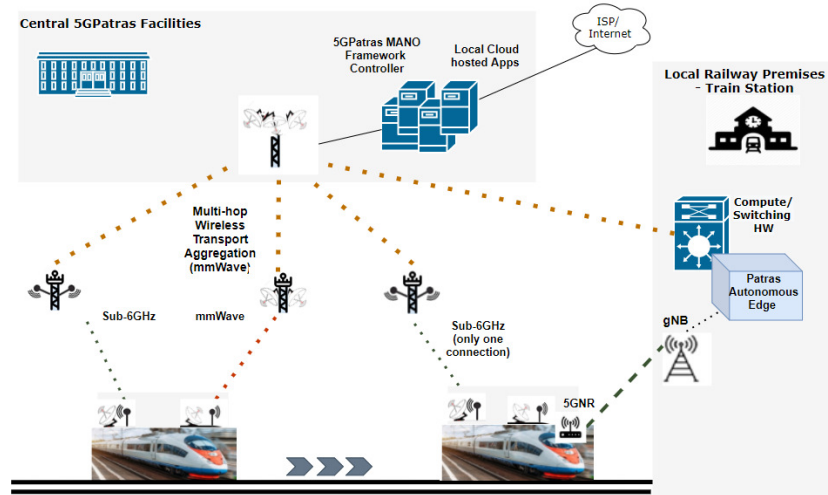 Central 5GPatras Facilities
ISP/
Internet
5GPatras MANO
Framework
Controller
Local Cloud
hosted Apps
Local Railway Premises
- Train Station
Multi-hop
Wireless
Transport
Aggregation
(mmWave)
Compute/
Switching
HW
Patras
Autonomous
Edge
Sub-6GHz
mmWave
Sub-6GHz
(only one
connection)
gNB
5GNR